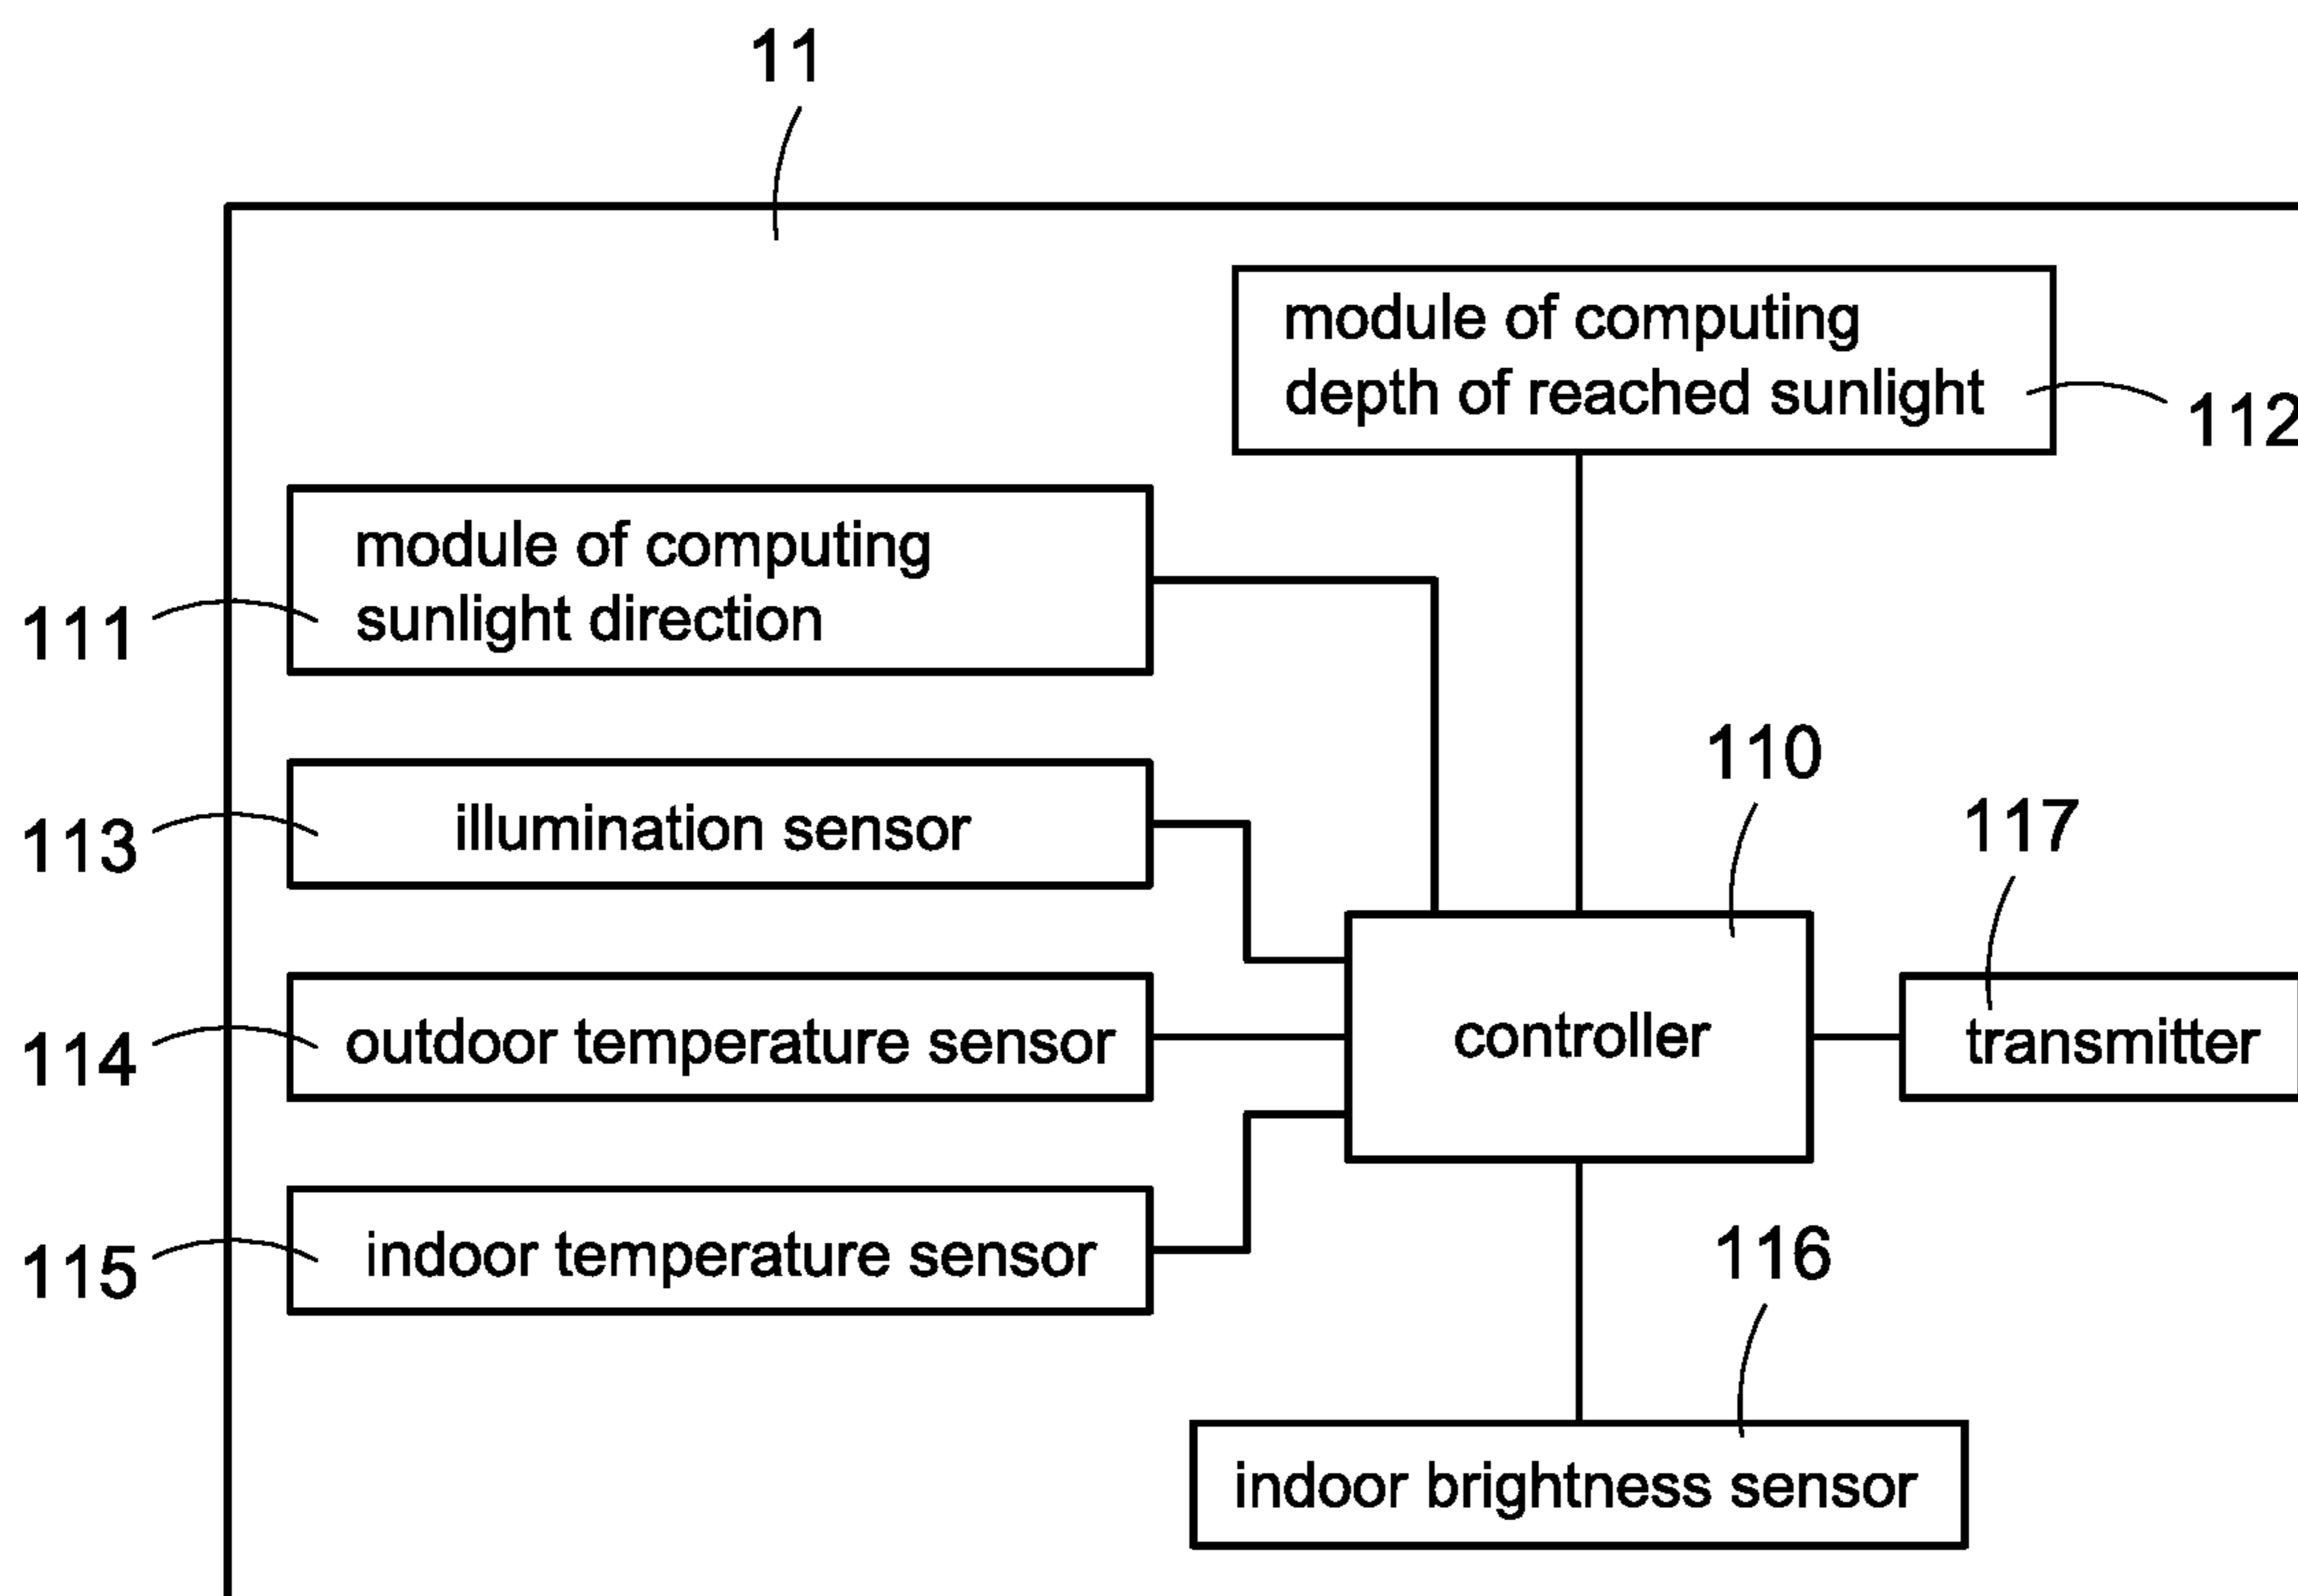 11
module of computing
depth of reached sunlight
112
module of computing
sunlight direction
111
110
illumination sensor
113
117
controller
transmitter
outdoor temperature sensor
114
indoor temperature sensor
115
116
indoor brightness sensor